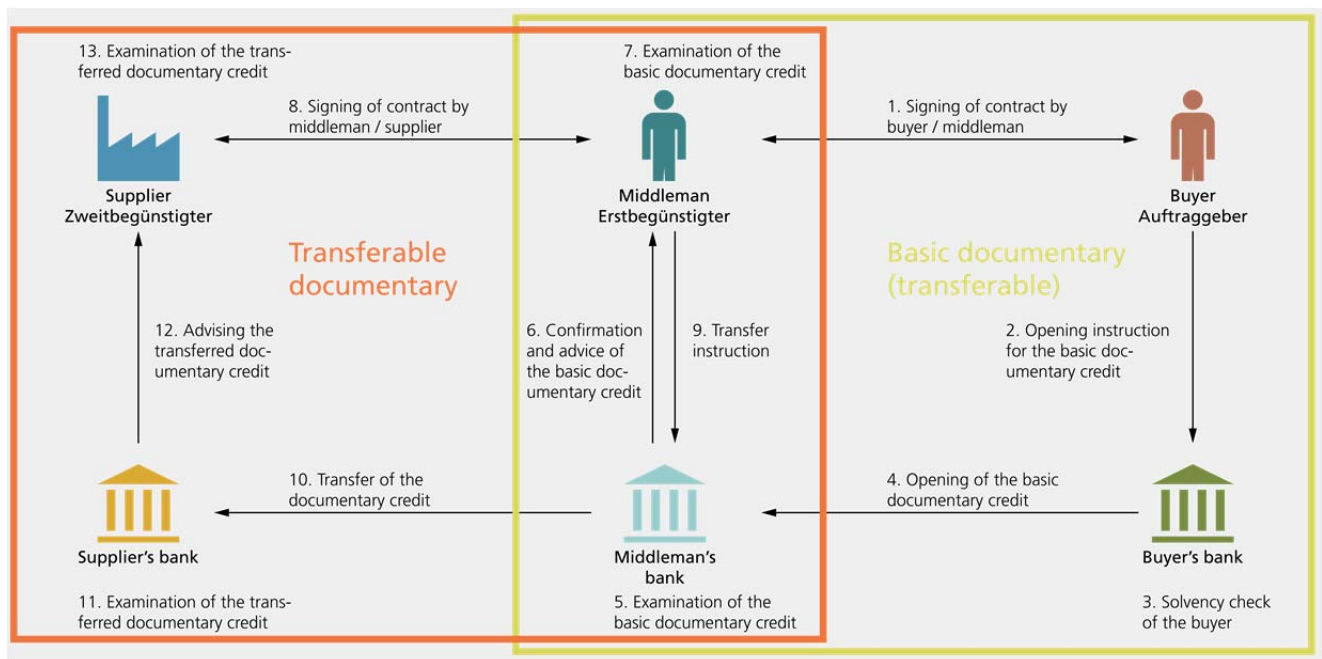 13. Examination of the trans-
ferred documentary credit
7. Examination of the
basic documentary credit
8. Signing of contract by
middleman / supplier
1. Signing of contract by
buyer / middleman
Supplier
Zweitbegünstigter
Middleman
Erstbegünstigter
Buyer
Auftraggeber
Transferable
documentary
Basic documentary
(transferable)
12. Advising the
transferred doc-
umentary credit
6. Confirmation
and advice of
the basic doc-
umentary credit
9. Transfer
instruction
2. Opening instruction
for the basic doc-
umentary credit
10. Transfer of the
documentary credit
4. Opening of the basic
documentary credit
Supplier’s bank
Middleman’s
bank
Buyer’s bank
11. Examination of the trans-
ferred documentary credit
5. Examination of the
basic documentary credit
3. Solvency check
of the buyer